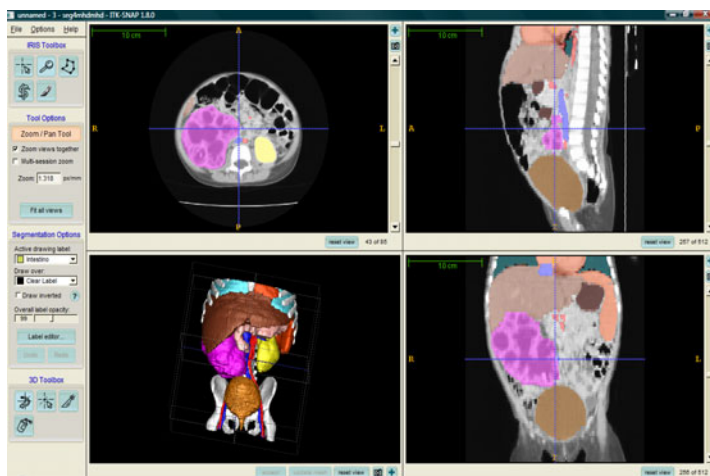 unnamed - 3 - seg4mhdmhd - ITK-SNAP 1.8.0
File Options Help
IRIS Toolbox
Tool Options
Zoom / Pan Tool
Zoom views together
Multi-session zoom
Zoom: 1.318 px/mm
Fit all views
Segmentation Options
Active drawing label:
Intestino
Draw over:
Clear Label
Draw inverted ?
Overall label opacity:
Label editor...
3D Toolbox
10 cm
A
R
L
P
reset view 43 of 85
10 cm
A
P
reset view 257 of 512
reset view
10 cm
R
L
reset view 256 of 512